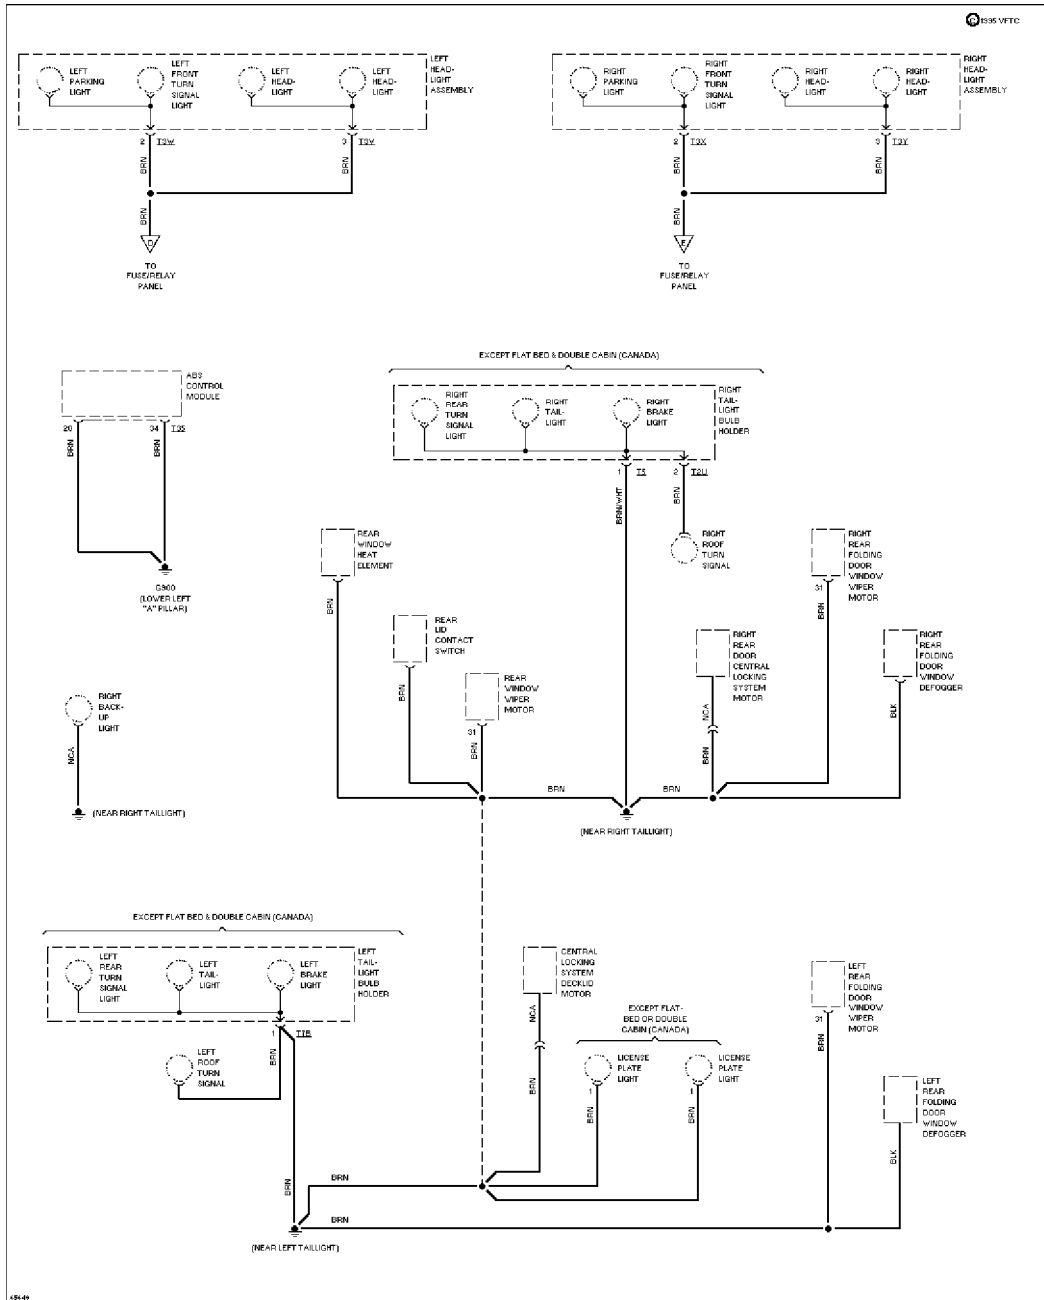 © 1995 VFTC
LEFT
PARKING
LIGHT
LEFT
FRONT
TURN
SIGNAL
LIGHT
LEFT
HEAD-
LIGHT
LEFT
HEAD-
LIGHT
LEFT
HEAD-
LIGHT
ASSEMBLY
RIGHT
PARKING
LIGHT
RIGHT
FRONT
TURN
SIGNAL
LIGHT
RIGHT
HEAD-
LIGHT
RIGHT
HEAD-
LIGHT
RIGHT
HEAD-
LIGHT
ASSEMBLY
2 T3W
3 T3V
2 T3X
3 T3Y
BRN
BRN
BRN
BRN
BRN
BRN
D
E
TO
FUSE/RELAY
PANEL
TO
FUSE/RELAY
PANEL
EXCEPT FLAT BED & DOUBLE CABIN (CANADA)
ABS
CONTROL
MODULE
20
34 T35
BRN
BRN
G900
(LOWER LEFT
"A" PILLAR)
RIGHT
REAR
TURN
SIGNAL
LIGHT
RIGHT
TAIL-
LIGHT
RIGHT
BRAKE
LIGHT
RIGHT
TAIL-
LIGHT
BULB
HOLDER
1 T5
2 T2U
BRN/WHT
BRN
RIGHT
ROOF
TURN
SIGNAL
REAR
WINDOW
HEAT
ELEMENT
BRN
RIGHT
REAR
FOLDING
DOOR
WINDOW
WIPER
MOTOR
31
BRN
REAR
LID
CONTACT
SWITCH
BRN
REAR
WINDOW
WIPER
MOTOR
31
BRN
RIGHT
REAR
DOOR
CENTRAL
LOCKING
SYSTEM
MOTOR
NCA
BRN
RIGHT
REAR
FOLDING
DOOR
WINDOW
DEFOGGER
BLK
RIGHT
BACK-
UP
LIGHT
NCA
(NEAR RIGHT TAILLIGHT)
BRN
BRN
(NEAR RIGHT TAILLIGHT)
EXCEPT FLAT BED & DOUBLE CABIN (CANADA)
LEFT
REAR
TURN
SIGNAL
LIGHT
LEFT
TAIL-
LIGHT
LEFT
BRAKE
LIGHT
LEFT
TAIL-
LIGHT
BULB
HOLDER
1
BRN
LEFT
ROOF
TURN
SIGNAL
CENTRAL
LOCKING
SYSTEM
DECKLID
MOTOR
NCA
BRN
EXCEPT FLAT-
BED OR DOUBLE
CABIN (CANADA)
LICENSE
PLATE
LIGHT
LICENSE
PLATE
LIGHT
1
1
BRN
BRN
LEFT
REAR
FOLDING
DOOR
WINDOW
WIPER
MOTOR
31
BRN
LEFT
REAR
FOLDING
DOOR
WINDOW
DEFOGGER
BLK
BRN
BRN
BRN
(NEAR LEFT TAILLIGHT)